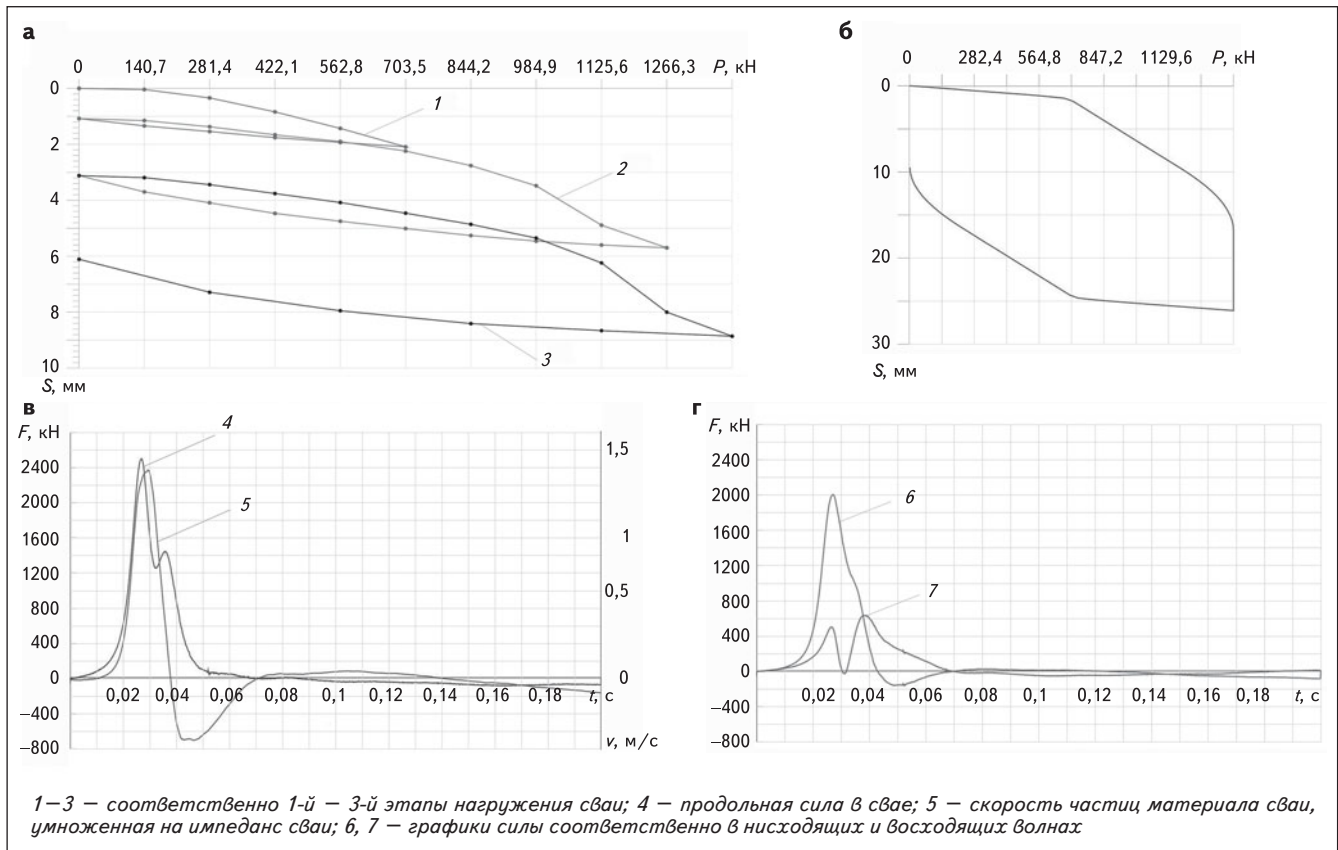 а
0 140,7 281,4 422,1 562,8 703,5 844,2 984,9 1125,6 1266,3 P, кН
0
2
4
6
8
10
S, мм
1
2
3
б
0 282,4 564,8 847,2 1129,6 P, кН
0
10
20
30
S, мм
в
F, кН
2400
2000
1600
1200
800
400
0
–400
–800
4
5
1,5
1
0,5
0
0,02 0,04 0,06 0,08 0,1 0,12 0,14 0,16 0,18 t, с
v, м/с
г
F, кН
2400
2000
1600
1200
800
400
0
–400
–800
6
7
0,02 0,04 0,06 0,08 0,1 0,12 0,14 0,16 0,18 t, с
1–3 – соответственно 1-й – 3-й этапы нагружения сваи; 4 – продольная сила в свае; 5 – скорость частиц материала сваи,
умноженная на импеданс сваи; 6, 7 – графики силы соответственно в нисходящих и восходящих волнах